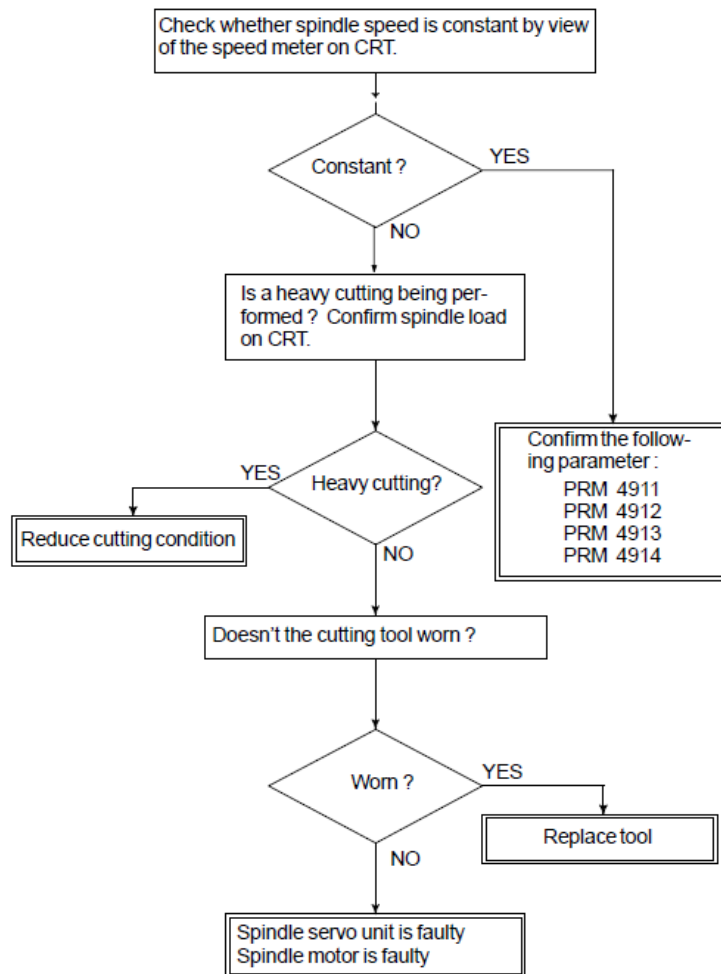 Check whether spindle speed is constant by view
of the speed meter on CRT.
Constant ?
YES
NO
Is a heavy cutting being per-
formed ? Confirm spindle load
on CRT.
Confirm the follow-
ing parameter :
PRM 4911
PRM 4912
PRM 4913
PRM 4914
YES
Heavy cutting?
Reduce cutting condition
NO
Doesn't the cutting tool worn ?
Worn ?
YES
Replace tool
NO
Spindle servo unit is faulty
Spindle motor is faulty